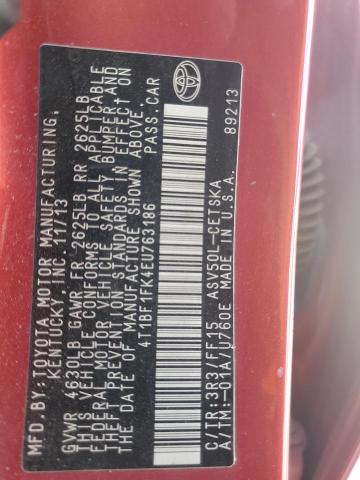 MFD.BY:TOYOTA MOTOR MANUFACTURING,
KENTUCKY, INC. 11/13
GVWR 4630LB GAWR FR 2625LB RR 2625LB
THIS VEHICLE CONFORMS TO ALL APPLICABLE
FEDERAL MOTOR VEHICLE SAFETY, BUMPER AND
THEFT PREVENTION STANDARDS IN EFFECT ON
THE DATE OF MANUFACTURE SHOWN ABOVE.
4T1BF1FK4EU763186 PASS.CAR
TOYOTA
C/TR:3R3/FF15 ASV50L-CETSKA
A/TM:-01A/U760E MADE IN U.S.A. 89213